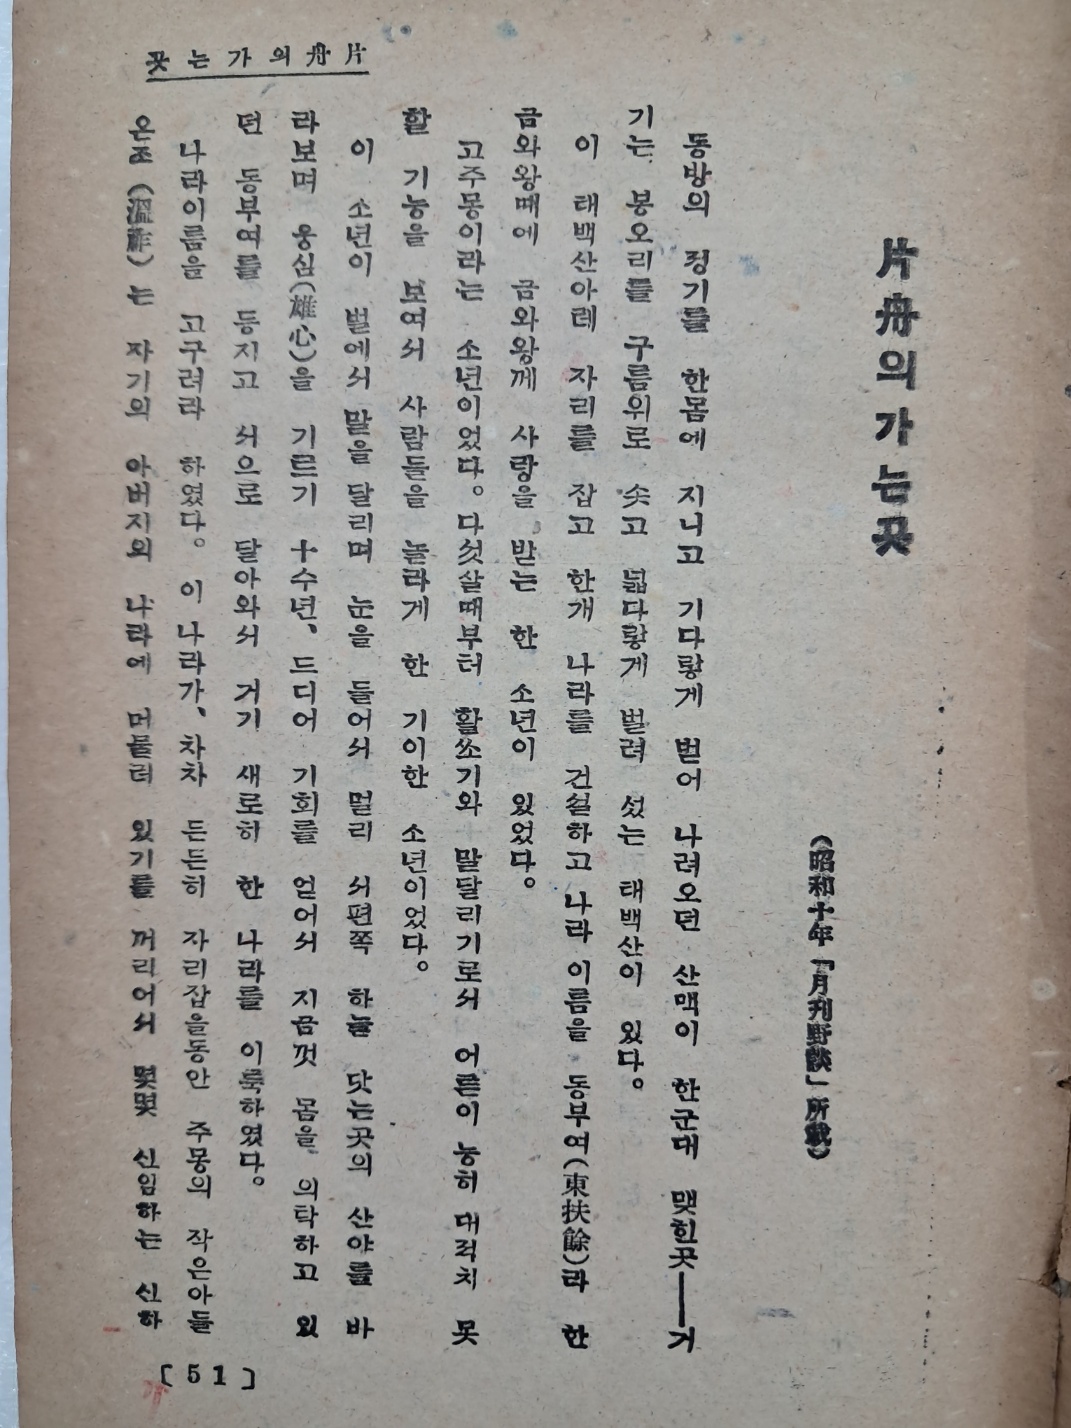 片舟의 가는 곳
片舟의가는곳
(昭和十年「月刊野談」所載)
동방의 정기를 한몸에 지니고 기다랗게 벋어 나려오던 산맥이 한군대 맺힌곳──거
기는 봉오리를 구름위로 솟고 넓다랗게 벌려 섰는 태백산이 있다。
이 태백산아레 자리를 잡고 한개 나라를 건설하고 나라 이름을 동부여(東扶餘)라 한
금와왕때에 금와왕께 사랑을 받는 한 소년이 있었다。
고주몽이라는 소년이었다。다섯살때부터 활쏘기와 말달리기로서 어른이 능히 대적치 못
할 기능을 보여서 사람들을 놀라게 한 기이한 소년이었다。
이 소년이 벌에서 말을 달리며 눈을 들어서 멀리 서편쪽 하늘 닷는곳의 산야를 바
라보며 웅심(雄心)을 기르기 十수년、드디어 기회를 얻어서 지금껏 몸을 의탁하고 있
던 동부여를 등지고 서으로 달아와서 거기 새로히 한 나라를 이룩하였다。
나라이름을 고구려라 하였다。 이 나라가、차차 든든히 자리잡을동안 주몽의 작은아들
온조(溫祚)는 자기의 아버지의 나라에 머물러 있기를 꺼리어서 몇몇 신임하는 신하
〔51〕